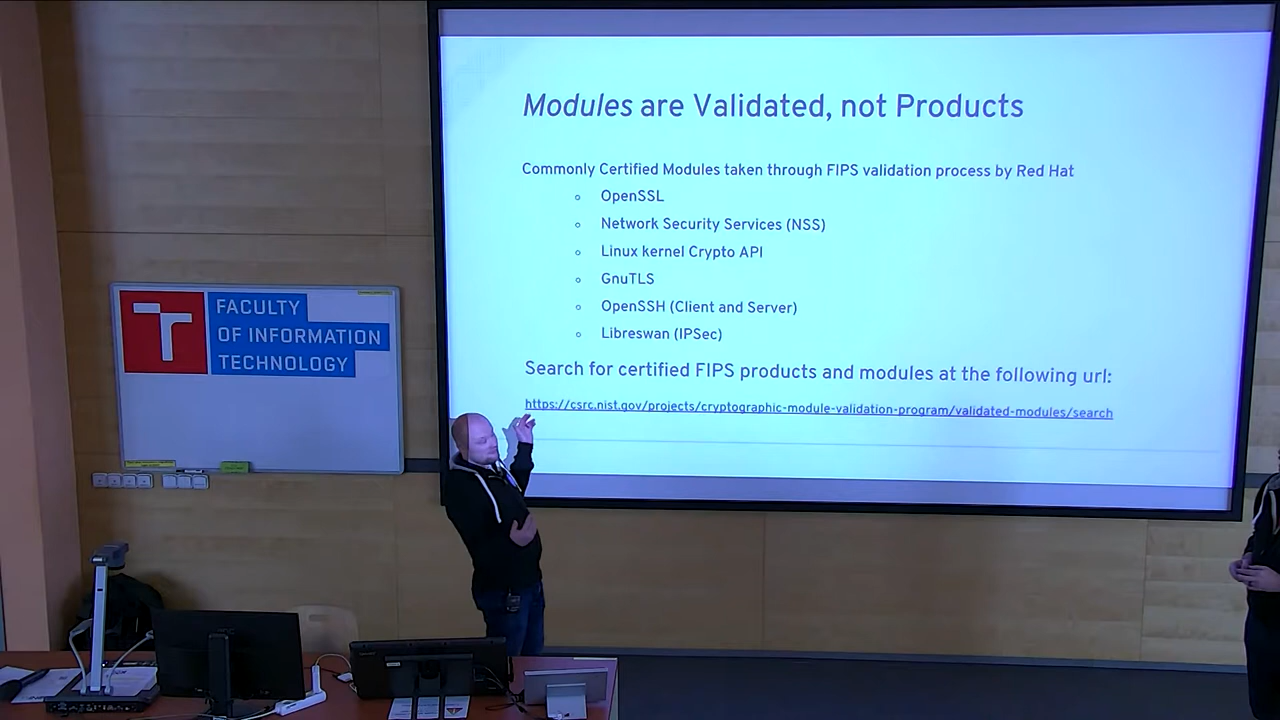 Modules are Validated, not Products
Commonly Certified Modules taken through FIPS validation process by Red Hat
OpenSSL
Network Security Services (NSS)
Linux kernel Crypto API
GnuTLS
OpenSSH (Client and Server)
Libreswan (IPSec)
Search for certified FIPS products and modules at the following url:
https://csrc.nist.gov/projects/cryptographic-module-validation-program/validated-modules/search
T
FACULTY
OF INFORMATION
TECHNOLOGY